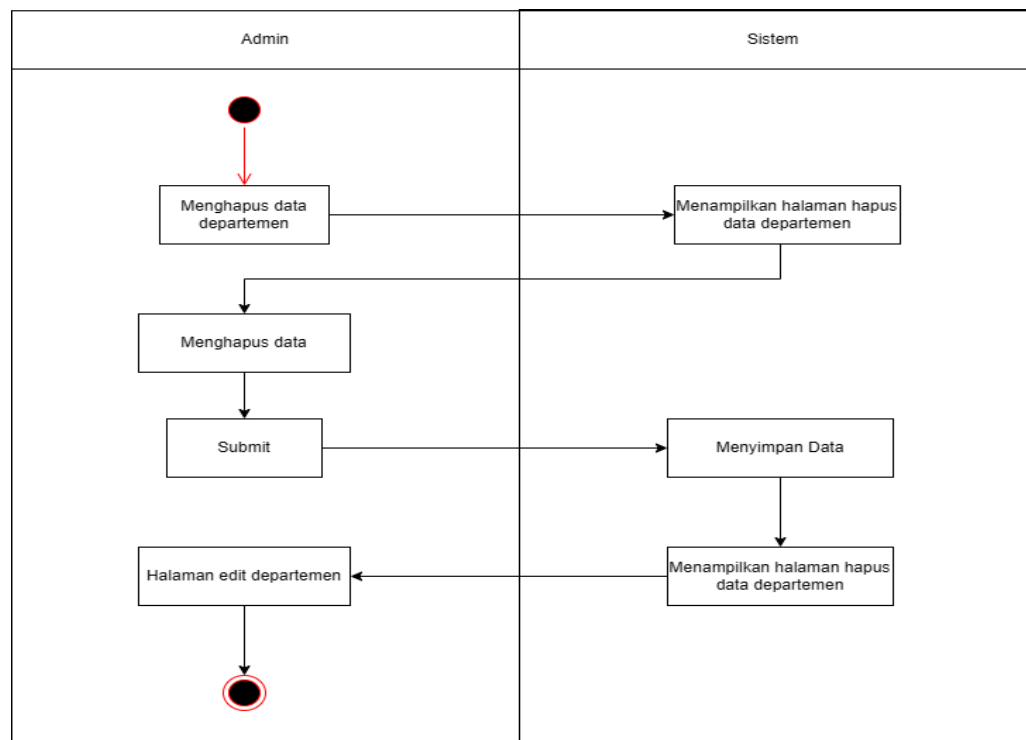 Admin
Sistem
Menghapus data
departemen
Menampilkan halaman hapus
data departemen
Menghapus data
Submit
Menyimpan Data
Halaman edit departemen
Menampilkan halaman hapus
data departemen